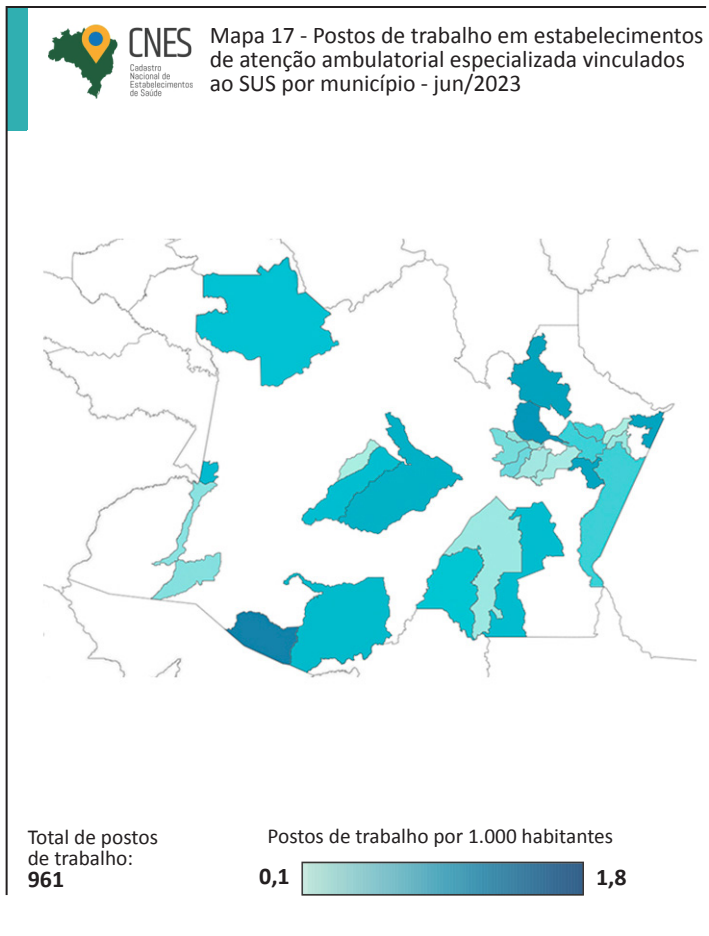 CNES
Cadastro
Nacional de
Estabelecimentos
de Saúde
Mapa 17 - Postos de trabalho em estabelecimentos
de atenção ambulatorial especializada vinculados
ao SUS por município - jun/2023
Total de postos
de trabalho:
961
Postos de trabalho por 1.000 habitantes
0,1
1,8